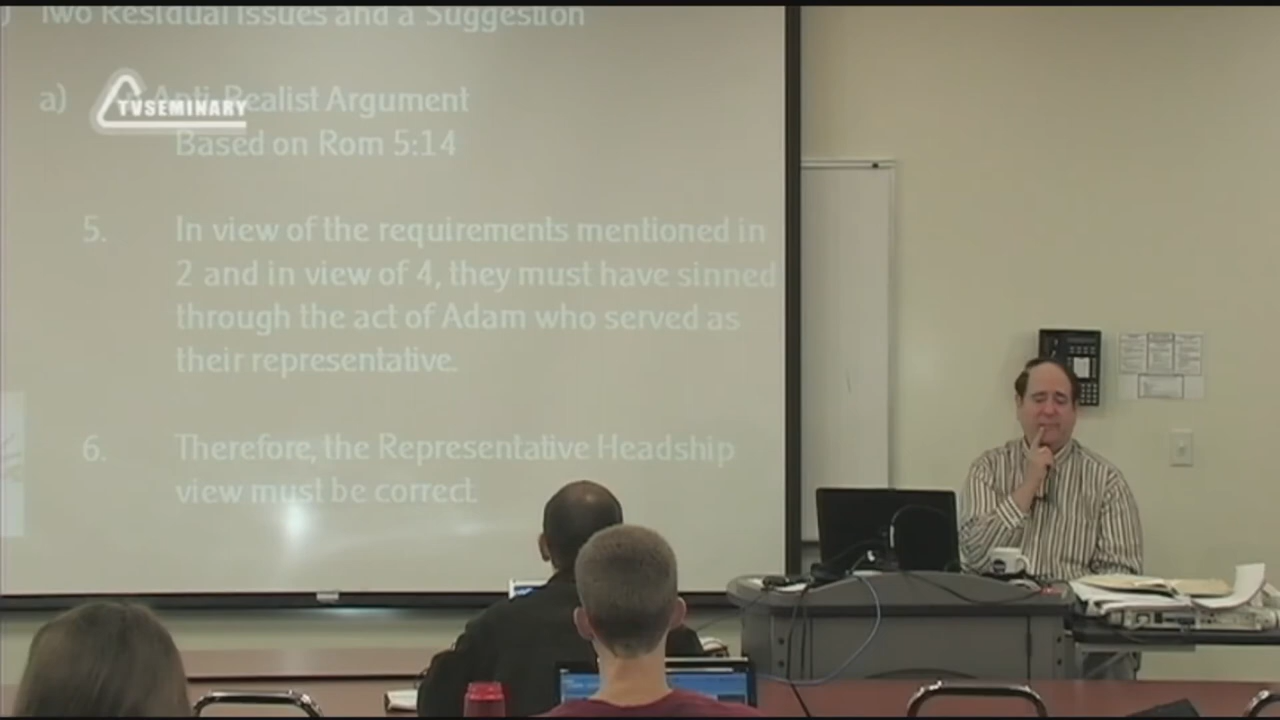 Two Residual Issues and a Suggestion
a) Anti-Realist Argument
TVSEMINARY
Based on Rom 5:14
5. In view of the requirements mentioned in
2 and in view of 4, they must have sinned
through the act of Adam who served as
their representative.
6. Therefore, the Representative Headship
view must be correct.